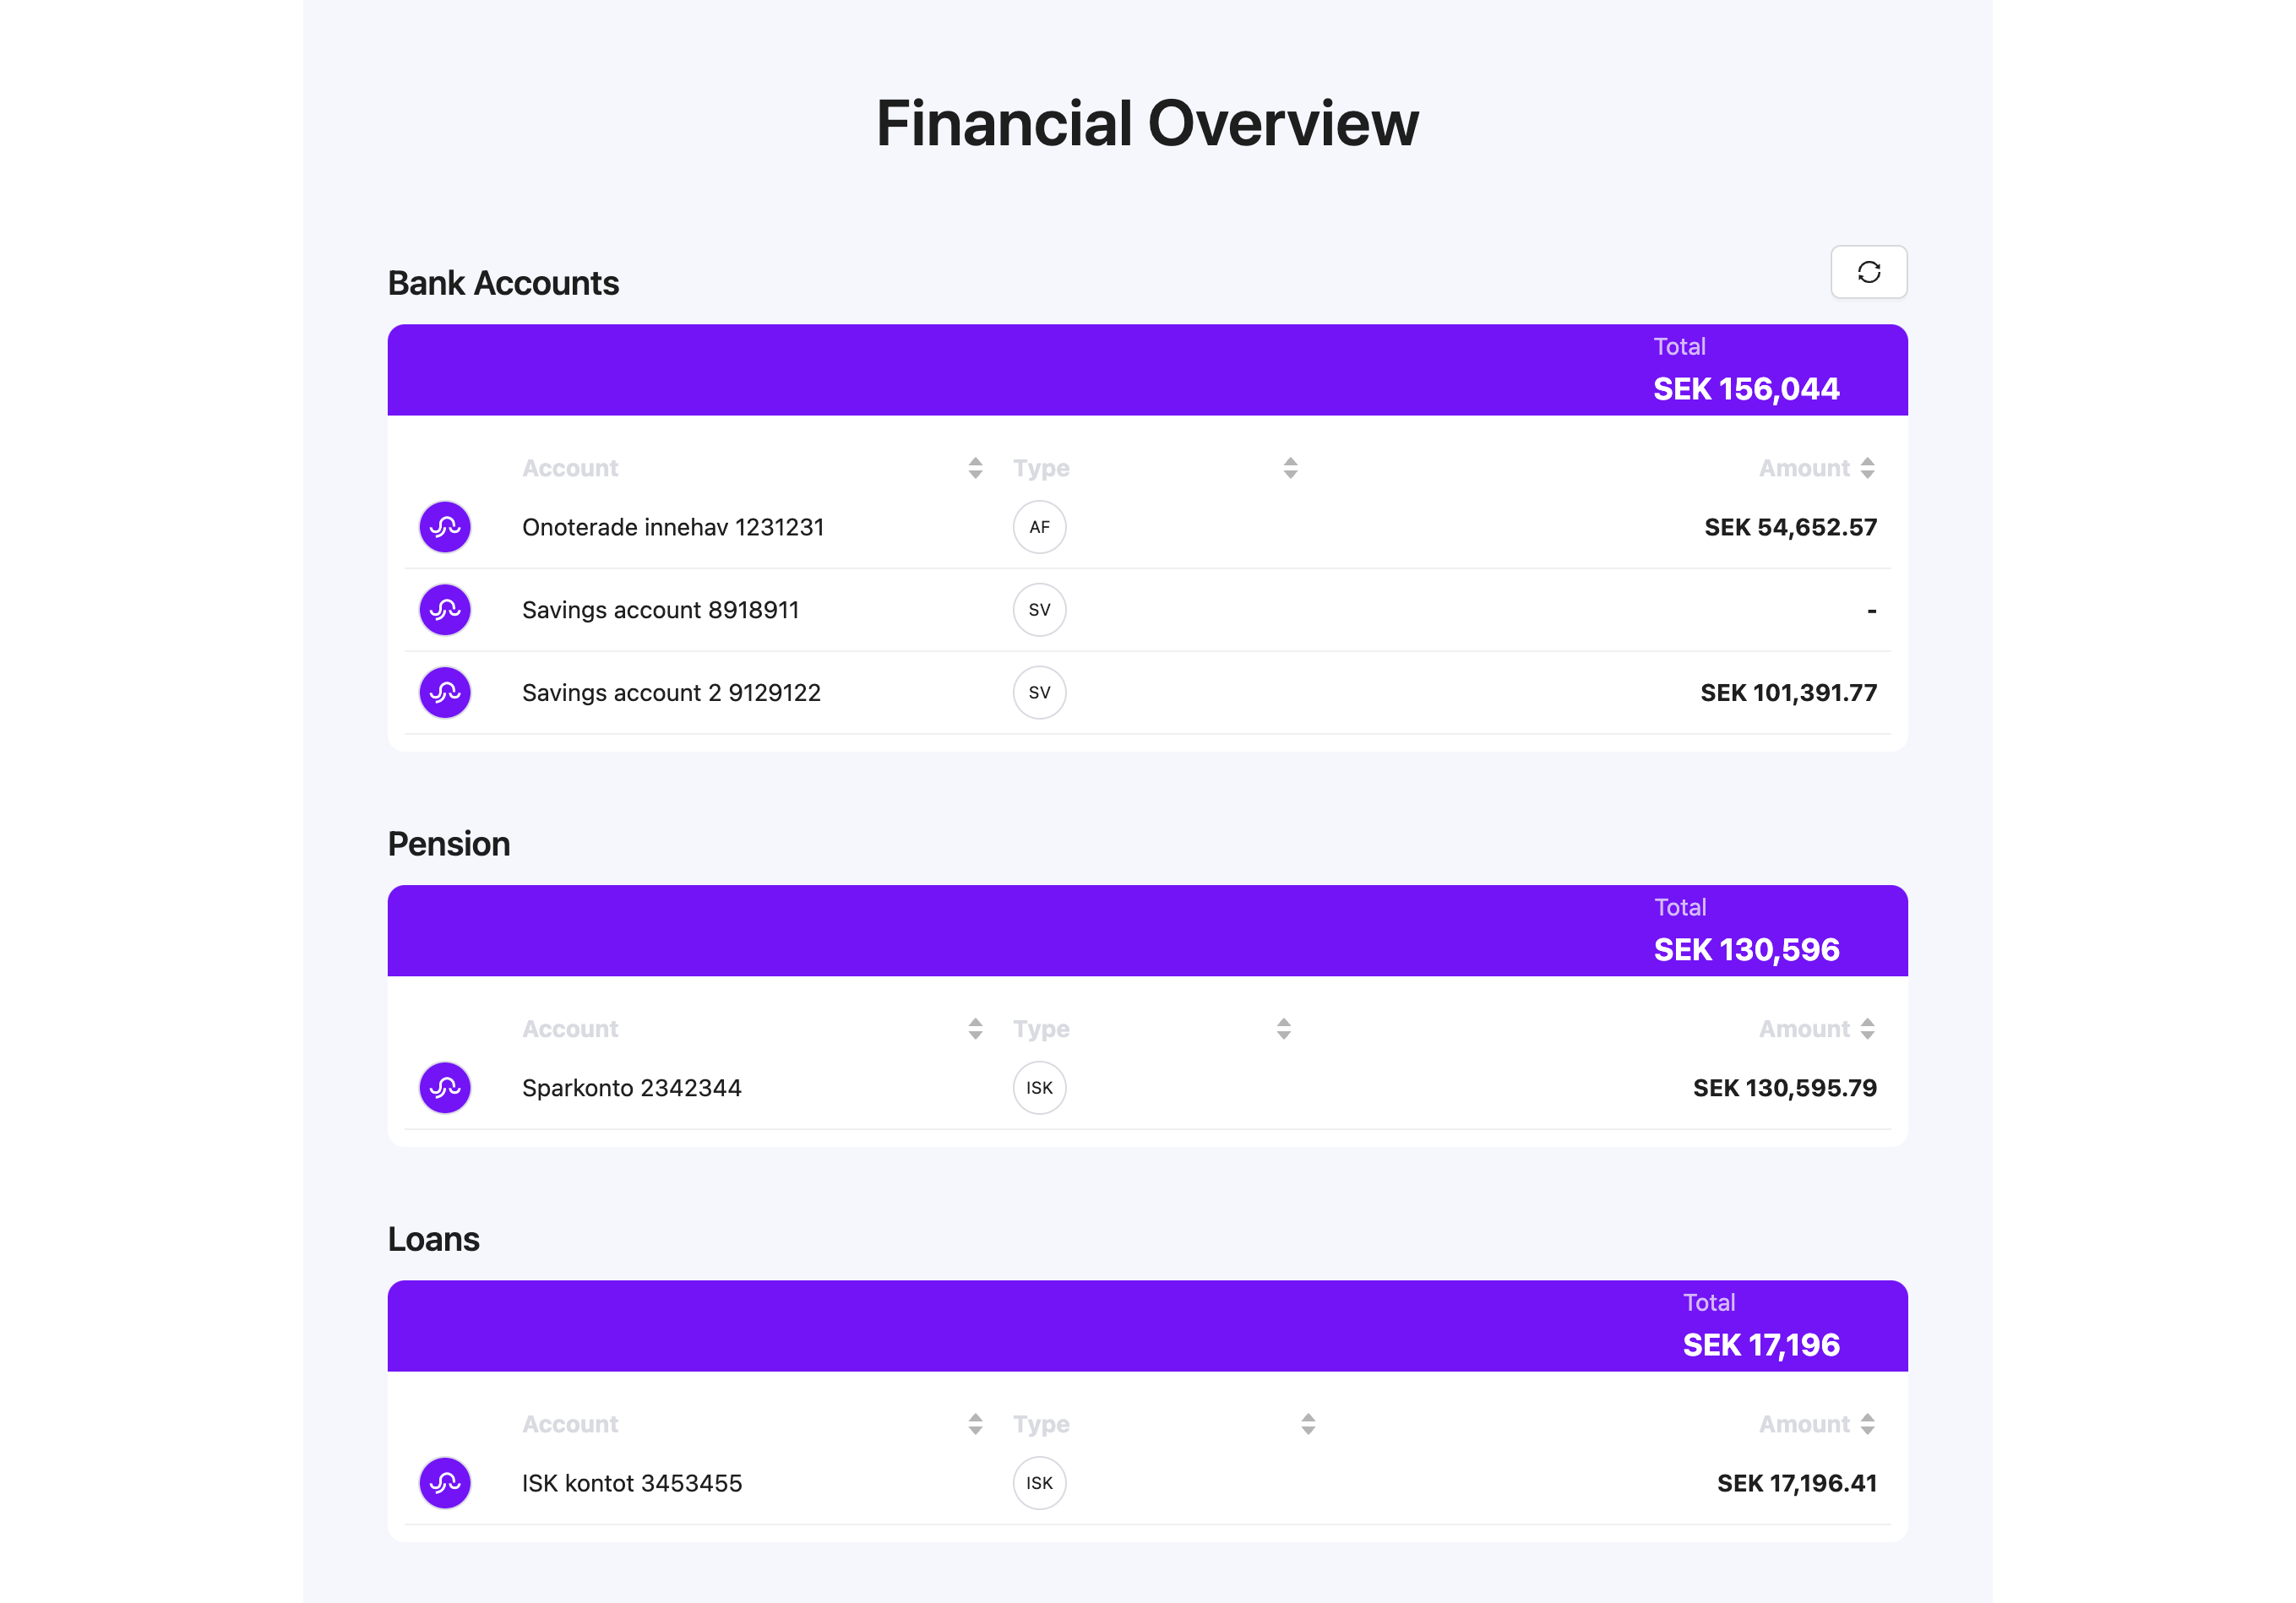 Financial Overview
Bank Accounts
Total
SEK 156,044
Account Type Amount
Onoterade innehav 1231231 AF SEK 54,652.57
Savings account 8918911 SV -
Savings account 2 9129122 SV SEK 101,391.77
Pension
Total
SEK 130,596
Account Type Amount
Sparkonto 2342344 ISK SEK 130,595.79
Loans
Total
SEK 17,196
Account Type Amount
ISK kontot 3453455 ISK SEK 17,196.41